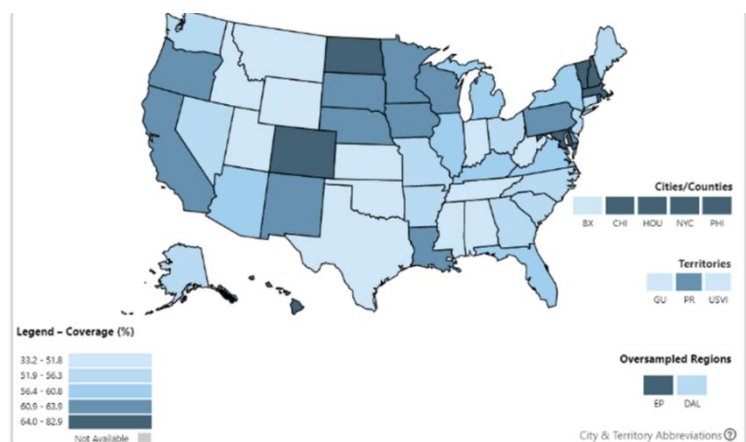 Cities/Counties
BX CHI HOU NYC PHI
Territories
GU PR USVI
Legend – Coverage (%)
33.2 - 51.8
51.9 - 56.3
56.4 - 60.8
60.9 - 63.9
64.0 - 82.9
Not Available
Oversampled Regions
EP DAL
City & Territory Abbreviations ?